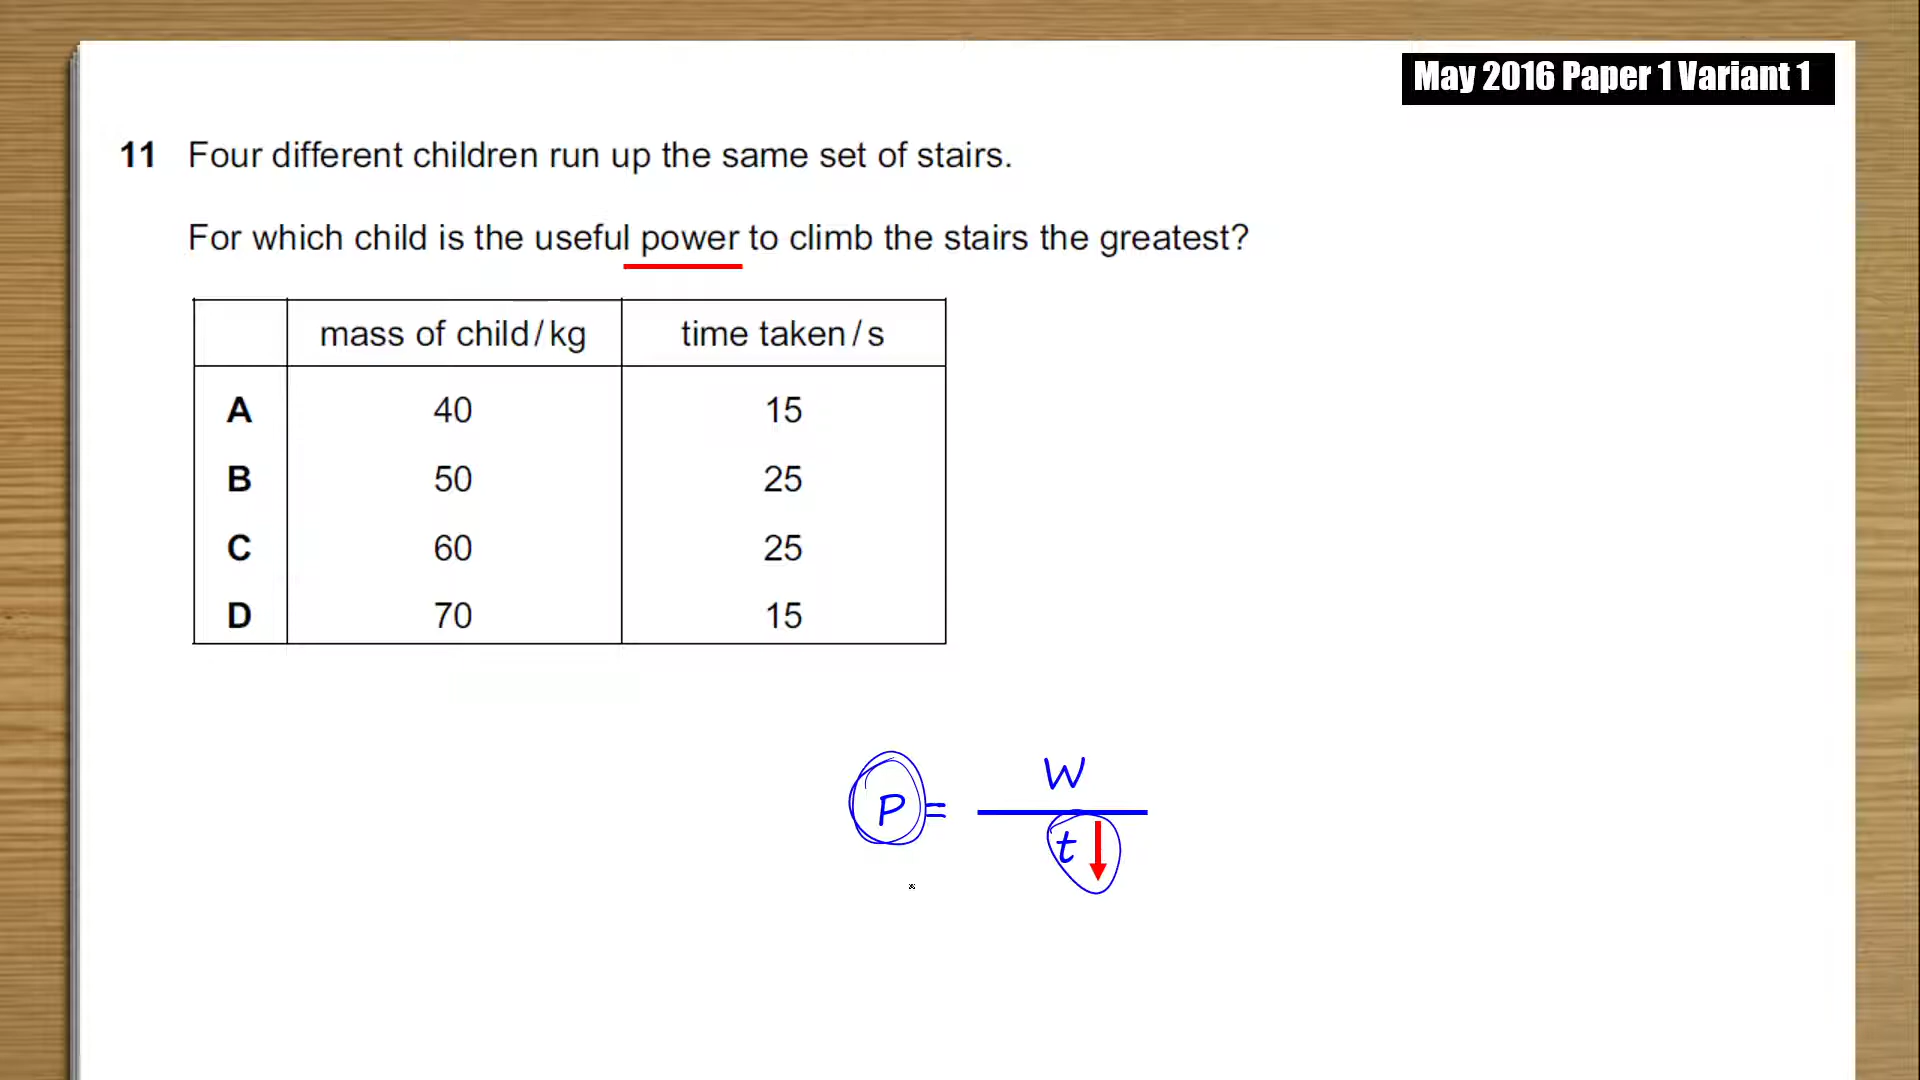 May 2016 Paper 1 Variant 1
11 Four different children run up the same set of stairs.
For which child is the useful power to climb the stairs the greatest?
mass of child / kg time taken / s
A 40 15
B 50 25
C 60 25
D 70 15
W
P =
t